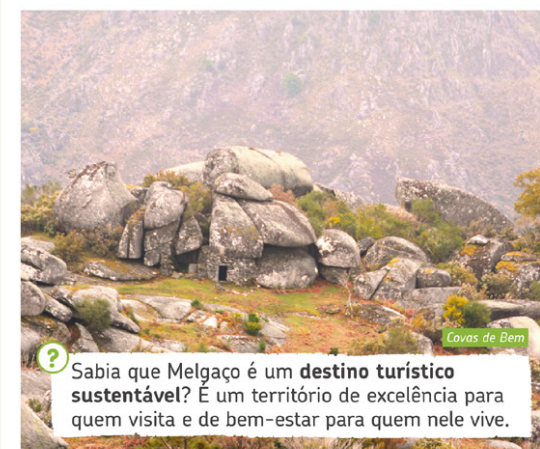 Covas de Bem
?
Sabia que Melgaço é um destino turístico
sustentável? É um território de excelência para
quem visita e de bem-estar para quem nele vive.